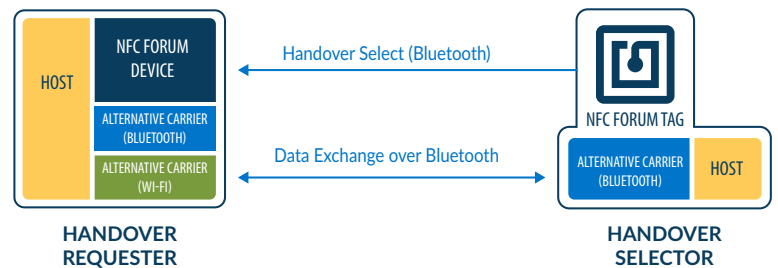 HOST
NFC FORUM
DEVICE
ALTERNATIVE CARRIER
(BLUETOOTH)
ALTERNATIVE CARRIER
(WI-FI)
HANDOVER
REQUESTER
Handover Select (Bluetooth)
Data Exchange over Bluetooth
NFC FORUM TAG
ALTERNATIVE CARRIER
(BLUETOOTH)
HOST
HANDOVER
SELECTOR